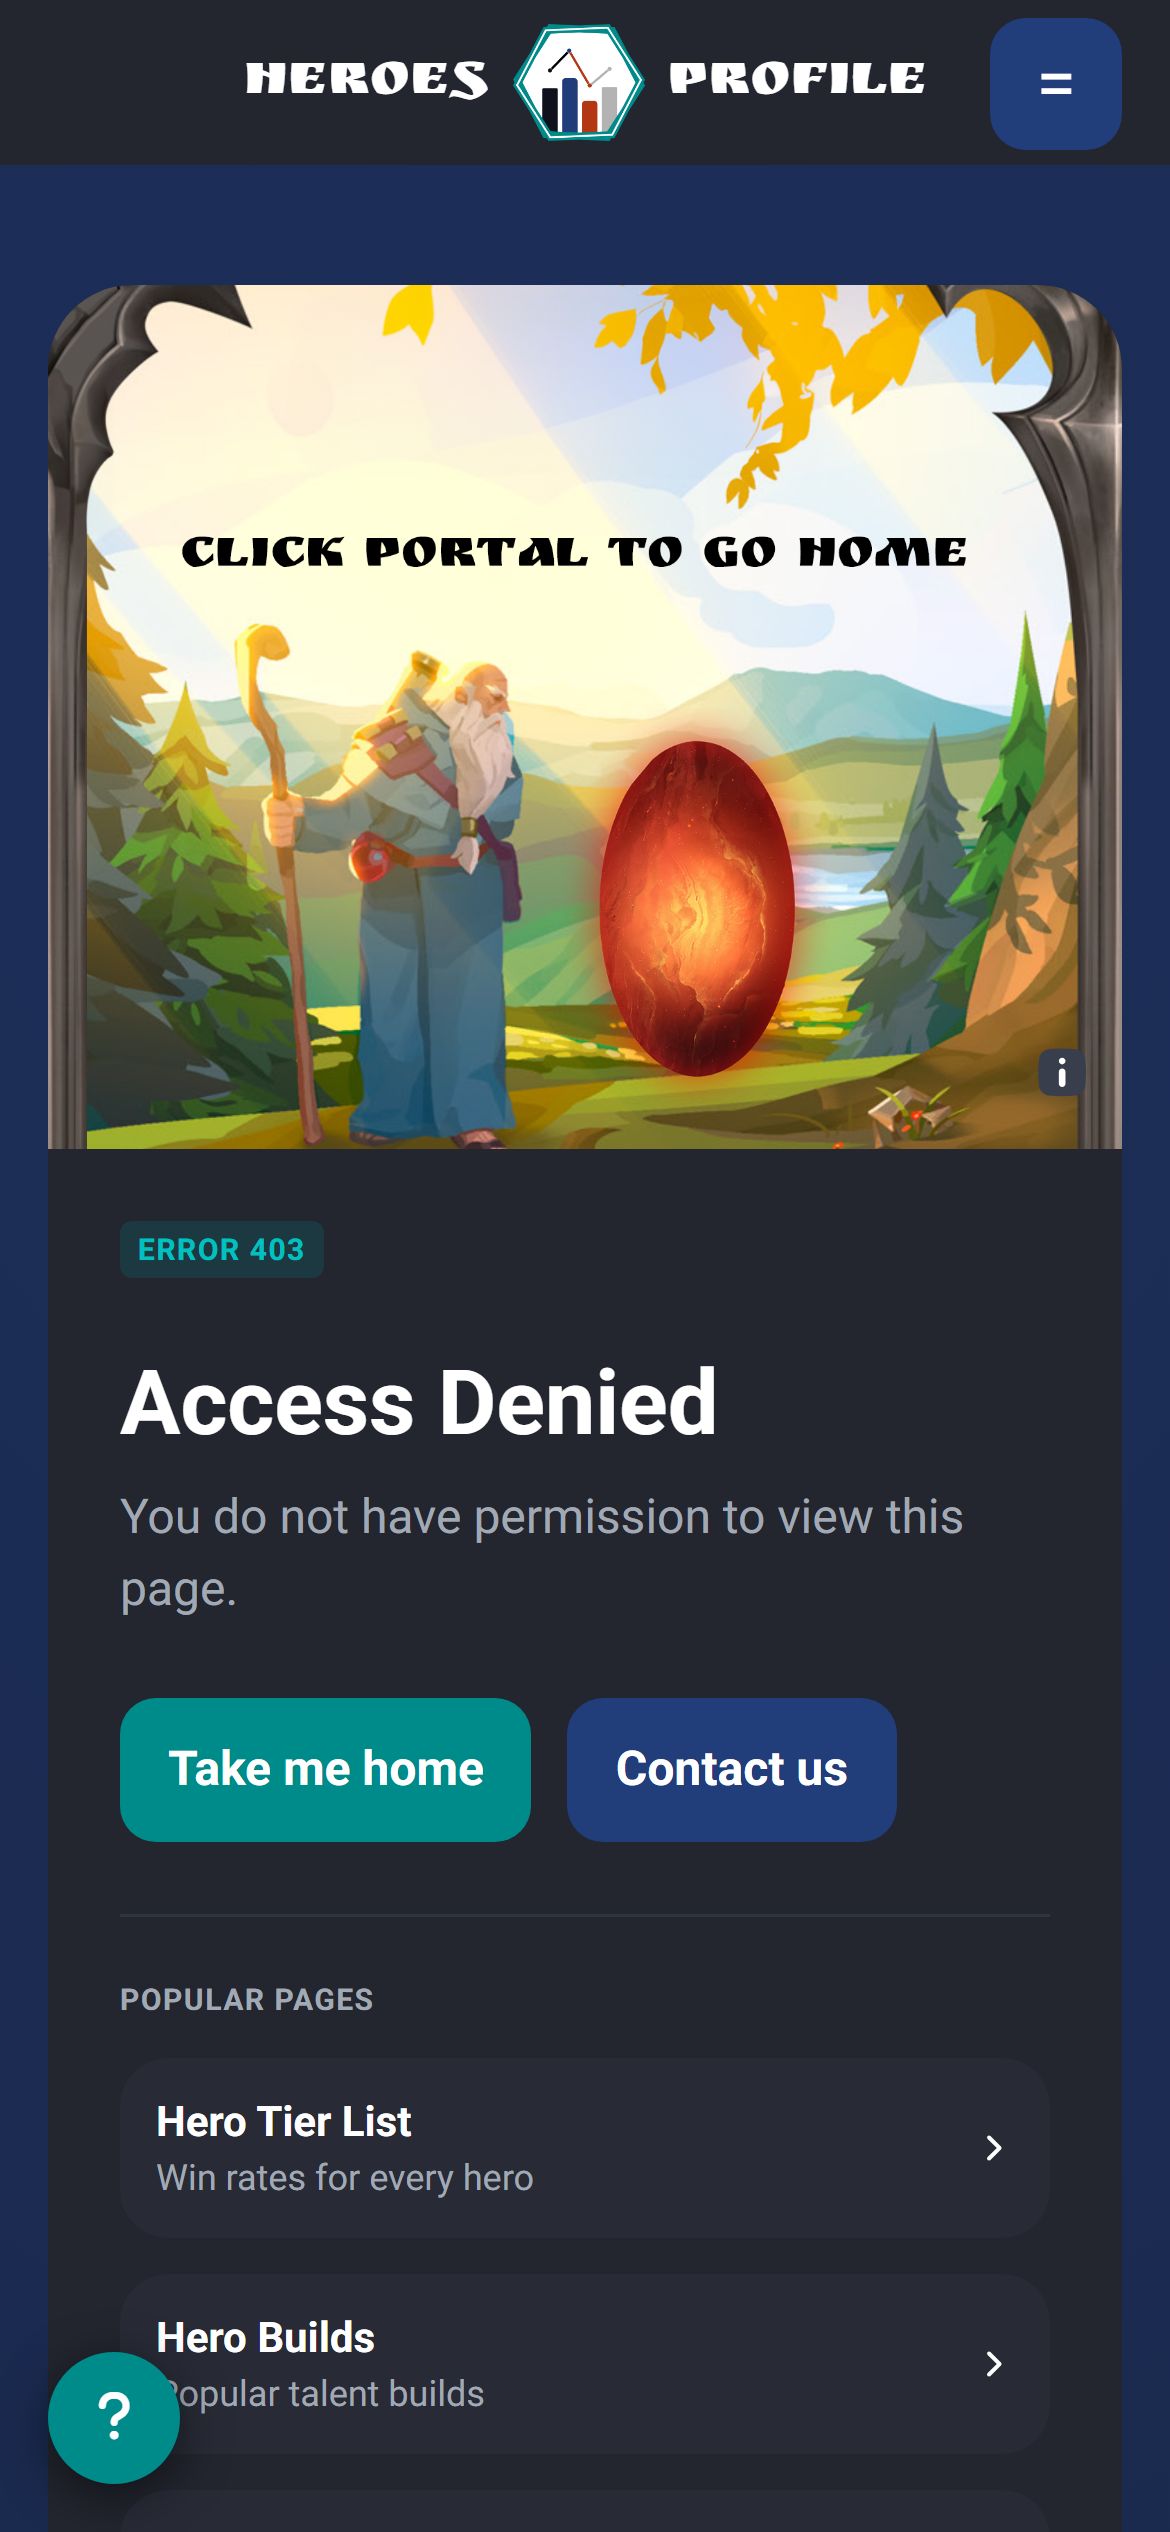 HEROES PROFILE
=
CLICK PORTAL TO GO HOME
i
ERROR 403
Access Denied
You do not have permission to view this
page.
Take me home
Contact us
POPULAR PAGES
Hero Tier List
Win rates for every hero
Hero Builds
Popular talent builds
?